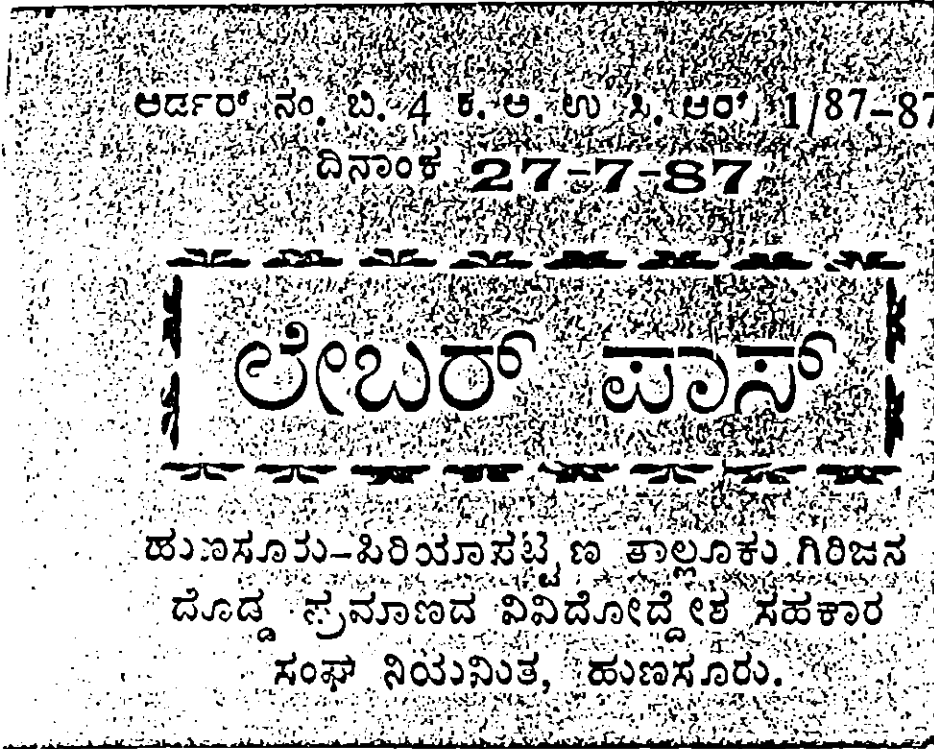 ಆರ್ಡರ್ ನಂ. ಬಿ. 4 ಕ. ಅ. ಉ ಸಿ. ಆರ್. 1/87-87
ದಿನಾಂಕ 27-7-87
ಲೇಬರ್ ಪಾಸ್
ಹುಣಸೂರು-ಪಿರಿಯಾಪಟ್ಟಣ ತಾಲ್ಲೂಕು ಗಿರಿಜನ
ದೊಡ್ಡ ಪ್ರಮಾಣದ ವಿವಿದೋದ್ದೇಶ ಸಹಕಾರ
ಸಂಘ ನಿಯಮಿತ, ಹುಣಸೂರು.